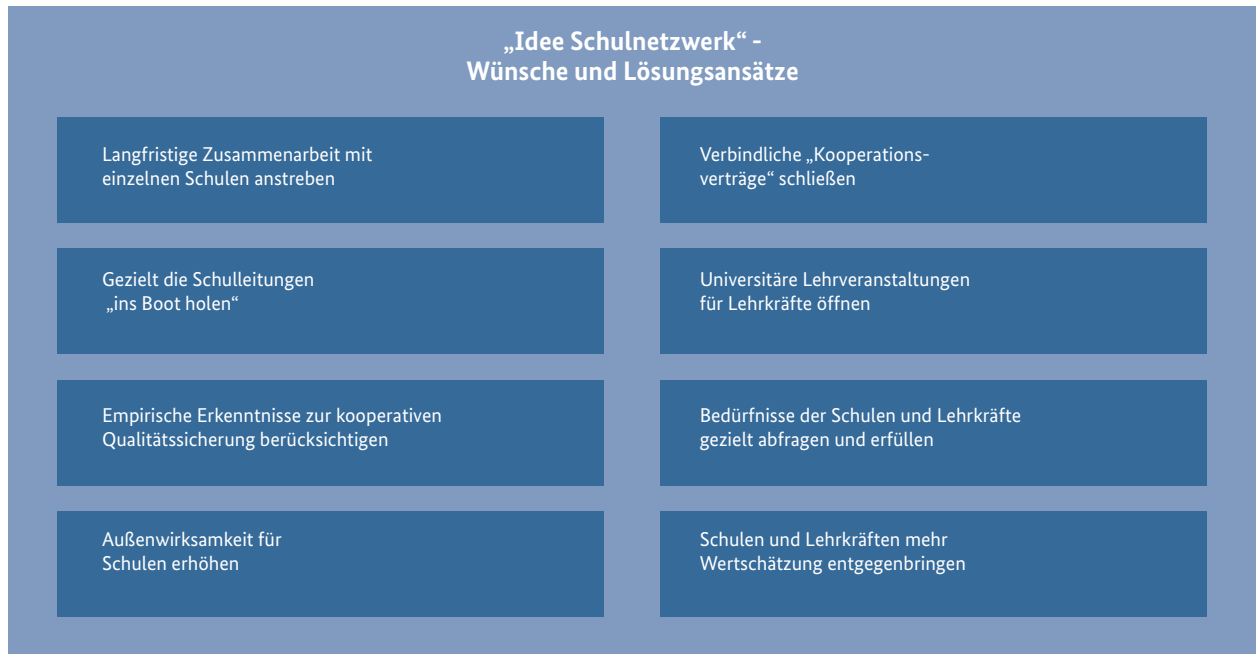 „Idee Schulnetzwerk“ -
Wünsche und Lösungsansätze
Langfristige Zusammenarbeit mit
einzelnen Schulen anstreben
Verbindliche „Kooperations-
verträge“ schließen
Gezielt die Schulleitungen
„ins Boot holen“
Universitäre Lehrveranstaltungen
für Lehrkräfte öffnen
Empirische Erkenntnisse zur kooperativen
Qualitätssicherung berücksichtigen
Bedürfnisse der Schulen und Lehrkräfte
gezielt abfragen und erfüllen
Außenwirksamkeit für
Schulen erhöhen
Schulen und Lehrkräften mehr
Wertschätzung entgegenbringen